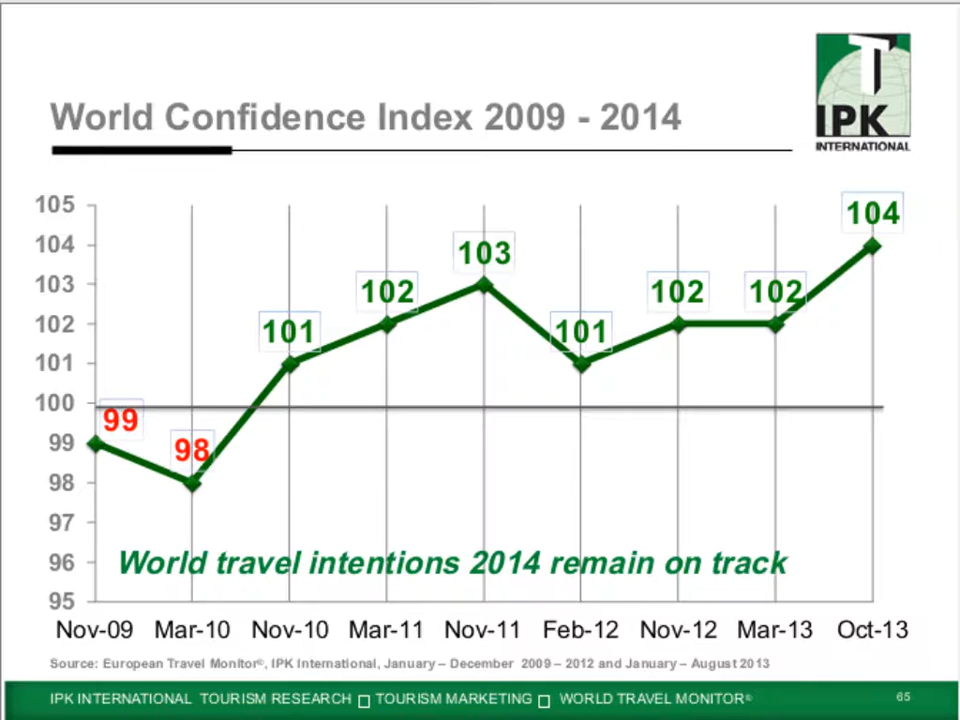 T
IPK
INTERNATIONAL
World Confidence Index 2009 - 2014
105
104
103
102
101
100
99
98
97
96
95
99
98
101
102
103
101
102
102
104
World travel intentions 2014 remain on track
Nov-09 Mar-10 Nov-10 Mar-11 Nov-11 Feb-12 Nov-12 Mar-13 Oct-13
Source: European Travel Monitor©, IPK International, January – December 2009 – 2012 and January – August 2013
IPK INTERNATIONAL TOURISM RESEARCH □ TOURISM MARKETING □ WORLD TRAVEL MONITOR® 65